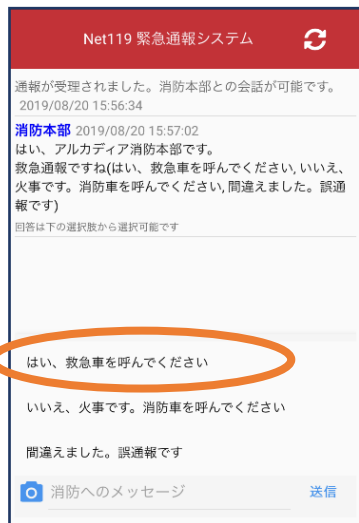 Net119 緊急通報システム
通報が受理されました。消防本部との会話が可能です。
2019/08/20 15:56:34
消防本部 2019/08/20 15:57:02
はい、アルカディア消防本部です。
救急通報ですね(はい、救急車を呼んでください, いいえ、
火事です。消防車を呼んでください, 間違えました。誤通
報です)
回答は下の選択肢から選択可能です
はい、救急車を呼んでください
いいえ、火事です。消防車を呼んでください
間違えました。誤通報です
消防へのメッセージ 送信